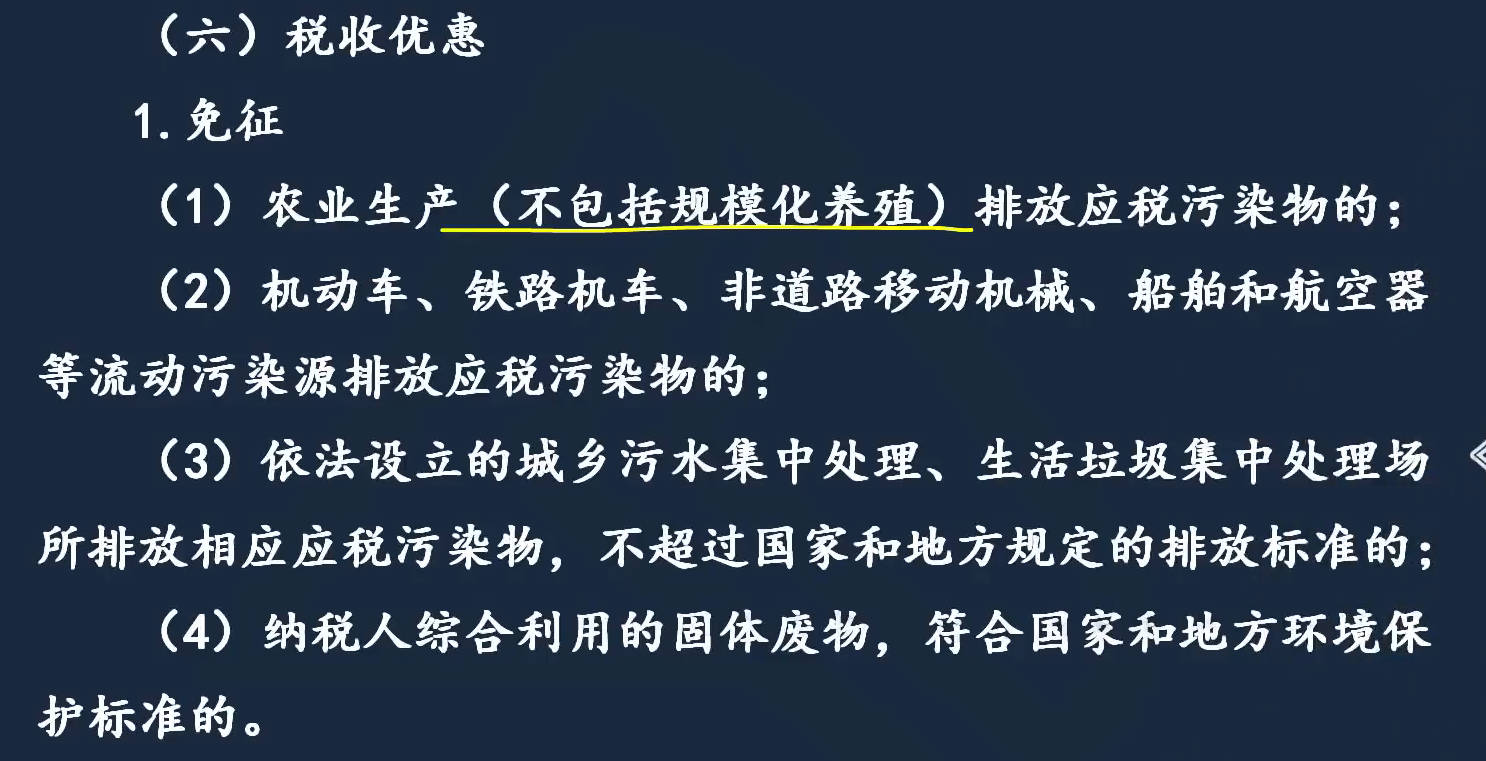 （六）税收优惠
1.免征
（1）农业生产（不包括规模化养殖）排放应税污染物的；
（2）机动车、铁路机车、非道路移动机械、船舶和航空器
等流动污染源排放应税污染物的；
（3）依法设立的城乡污水集中处理、生活垃圾集中处理场
所排放相应应税污染物，不超过国家和地方规定的排放标准的；
（4）纳税人综合利用的固体废物，符合国家和地方环境保
护标准的。